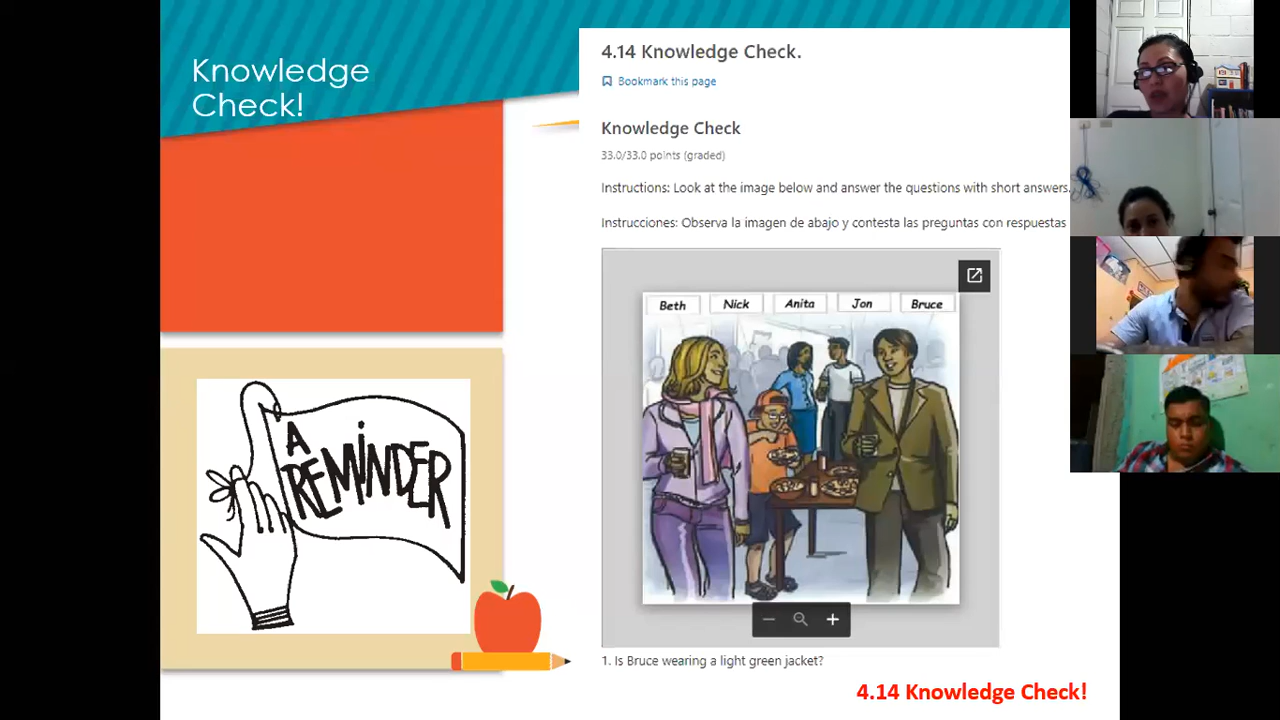 Knowledge
Check!
A
REMINDER
4.14 Knowledge Check.
Bookmark this page
Knowledge Check
33.0/33.0 points (graded)
Instructions: Look at the image below and answer the questions with short answers.
Instrucciones: Observa la imagen de abajo y contesta las preguntas con respuestas
Beth Nick Anita Jon Bruce
1. Is Bruce wearing a light green jacket?
4.14 Knowledge Check!